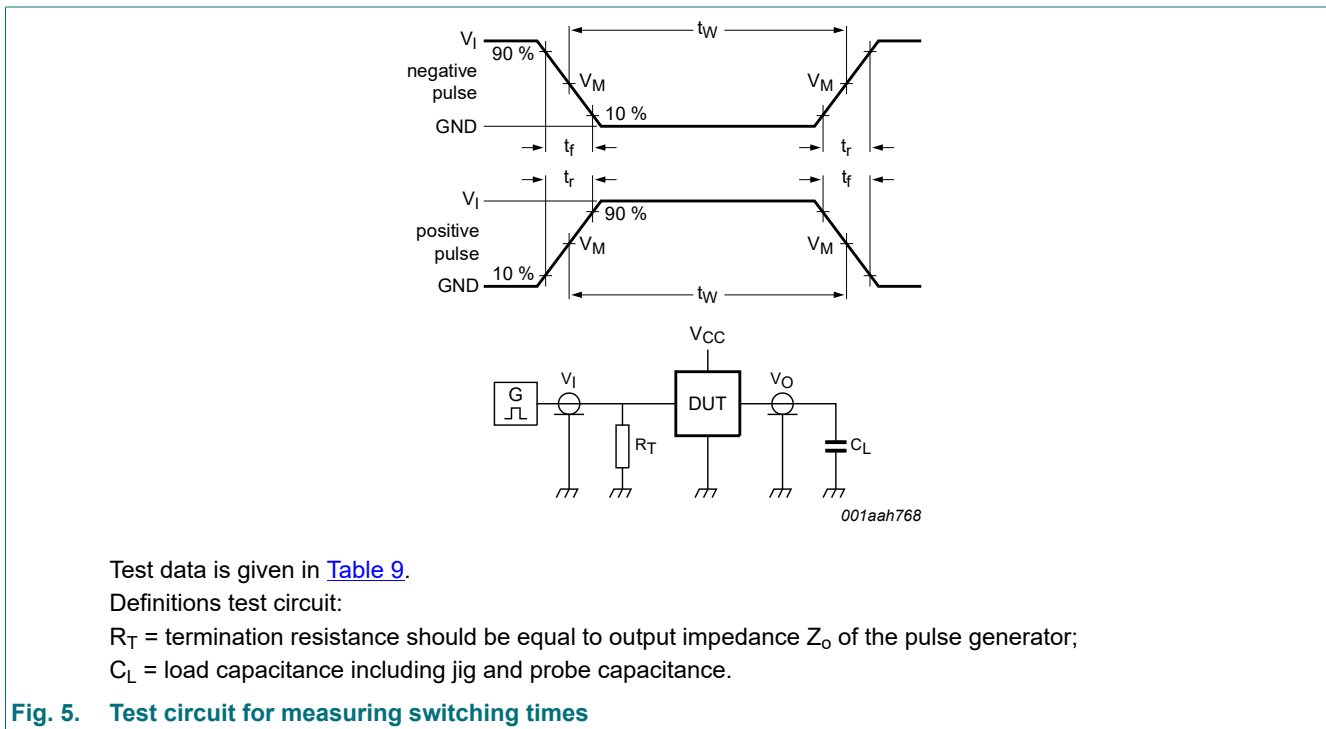 tW
VI
90 %
negative
pulse
VM
VM
10 %
GND
tf
tr
tr
tf
VI
90 %
positive
pulse
VM
VM
10 %
GND
tW
VCC
G
VI
DUT
VO
RT
CL
001aah768
Test data is given in Table 9.
Definitions test circuit:
RT = termination resistance should be equal to output impedance Zo of the pulse generator;
CL = load capacitance including jig and probe capacitance.
Fig. 5. Test circuit for measuring switching times